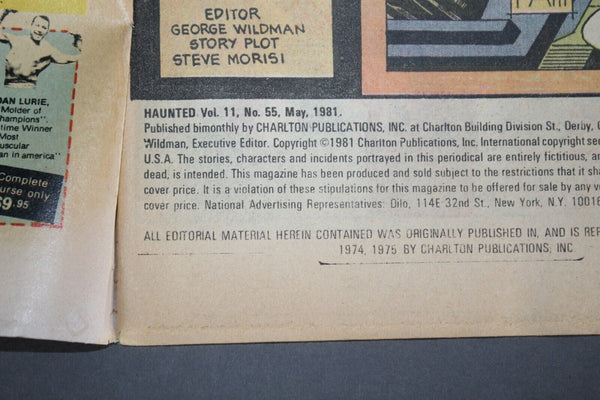 EDITOR
GEORGE WILDMAN
STORY PLOT
STEVE MORISI
DAN LURIE,
Molder of
Champions".
time Winner
Most
uscular
an in america"
Complete
urse only
$9.95
HAUNTED Vol. 11, No. 55, May, 1981.
Published bimonthly by CHARLTON PUBLICATIONS, INC. at Charlton Building Division St., Derby,
Wildman, Executive Editor. Copyright ©1981 Charlton Publications, Inc. International copyright sec
U.S.A. The stories, characters and incidents portrayed in this periodical are entirely fictitious, an
dead, is intended. This magazine has been produced and sold subject to the restrictions that it sha
cover price. It is a violation of these stipulations for this magazine to be offered for sale by any v
cover price. National Advertising Representatives: Dilo, 114E 32nd St., New York, N.Y. 10016
ALL EDITORIAL MATERIAL HEREIN CONTAINED WAS ORIGINALLY PUBLISHED IN, AND IS REP
1974, 1975 BY CHARLTON PUBLICATIONS, INC